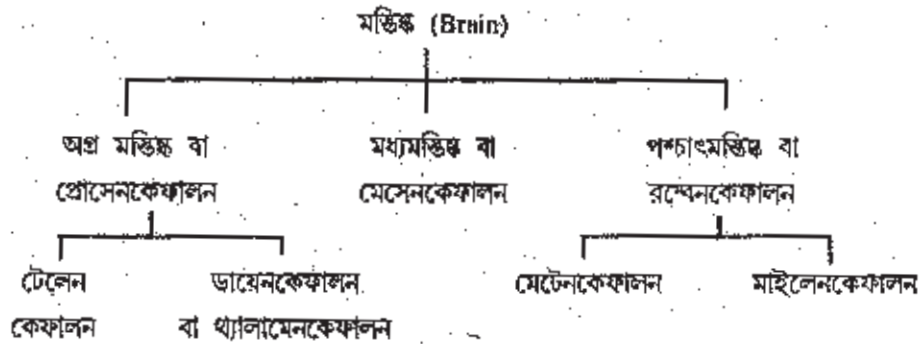 মস্তিষ্ক (Brain)
অগ্র মস্তিষ্ক বা
প্রোসেনকেফালন
মধ্যমস্তিষ্ক বা
মেসেনকেফালন
পশ্চাৎমস্তিষ্ক বা
রম্বেনকেফালন
টেলেন
কেফালন
ডায়েনকেফালন
বা থ্যালামেনকেফালন
মেটেনকেফালন
মাইলেনকেফালন